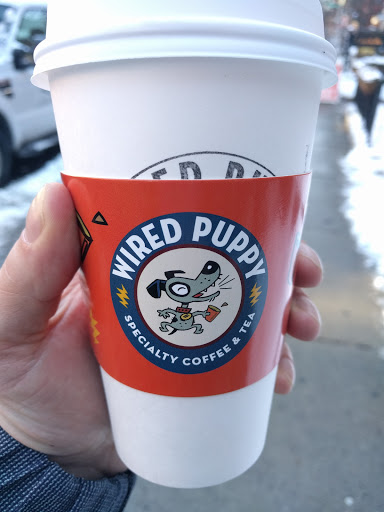 WIRED PUPPY
SPECIALTY COFFEE & TEA